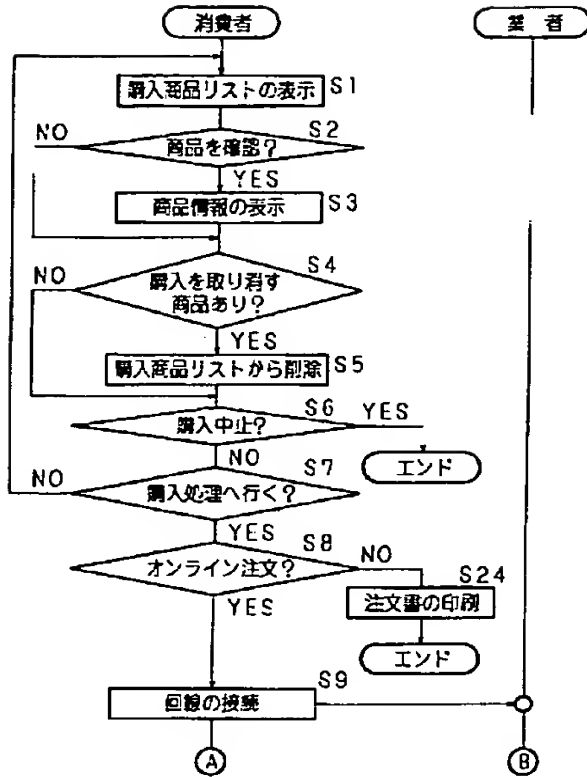 消費者
業者
購入商品リストの表示 S1
NO
商品を確認? S2
YES
商品情報の表示 S3
NO
購入を取り消す
商品あり? S4
YES
購入商品リストから削除 S5
購入中止? S6
YES
NO
エンド
NO
購入処理へ行く? S7
YES
オンライン注文? S8
NO
YES
注文書の印刷 S24
エンド
回線の接続 S9
A
B